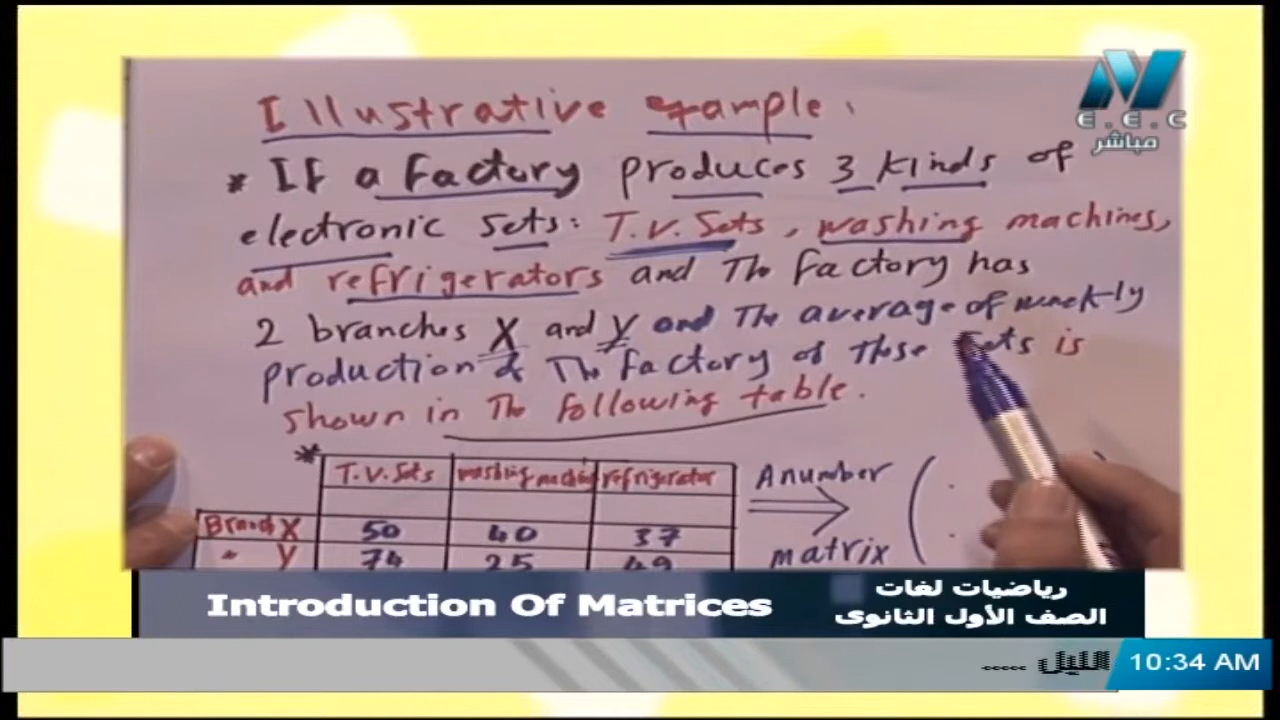 Illustrative example.
* If a factory produces 3 kinds of
electronic sets: T.V. Sets, washing machines,
and refrigerators and The factory has
2 branches X and Y and The average of weekly
production of The factory of these sets is
shown in The following table.
* T.V. Sets washing machine refrigerator
Branch X 50 40 37
" Y 74 25 49
A number
matrix
E.E.C
مباشر
Introduction Of Matrices
رياضيات لغات
الصف الأول الثانوى
الليل .....
10:34 AM